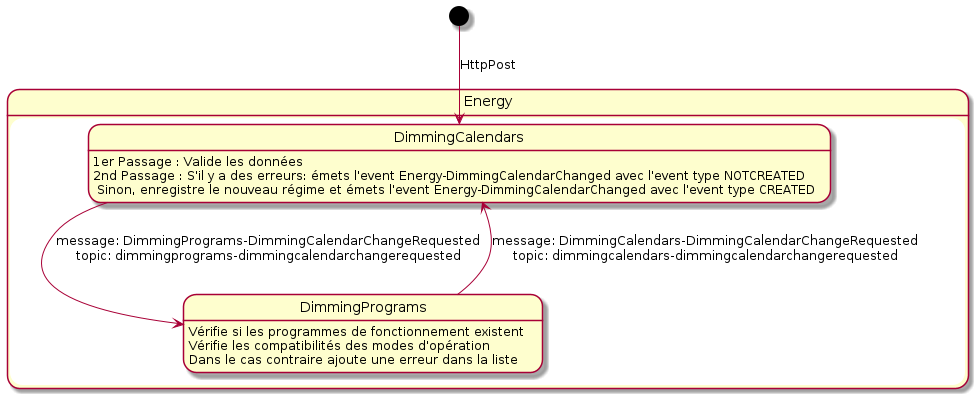 HttpPost
Energy
DimmingCalendars
1er Passage : Valide les données
2nd Passage : S'il y a des erreurs: émets l'event Energy-DimmingCalendarChanged avec l'event type NOTCREATED
Sinon, enregistre le nouveau régime et émets l'event Energy-DimmingCalendarChanged avec l'event type CREATED
message: DimmingPrograms-DimmingCalendarChangeRequested
topic: dimmingprograms-dimmingcalendarchangerequested
message: DimmingCalendars-DimmingCalendarChangeRequested
topic: dimmingcalendars-dimmingcalendarchangerequested
DimmingPrograms
Vérifie si les programmes de fonctionnement existent
Vérifie les compatibilités des modes d'opération
Dans le cas contraire ajoute une erreur dans la liste